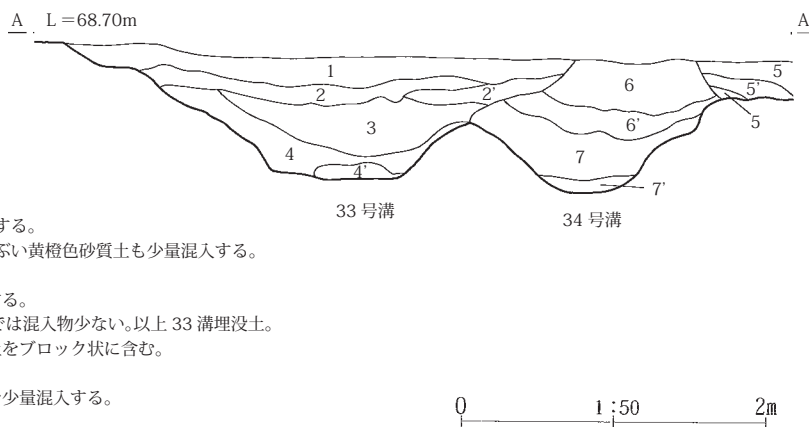 A L＝68.70m A
1 5
2 2' 6 5'
3 6' 5
4 4' 7 7'
33 号溝 34 号溝
する。
ぶい黄橙色砂質土も少量混入する。
する。
では混入物少ない。以上 33 溝埋没土。
をブロック状に含む。
少量混入する。
0 1:50 2m